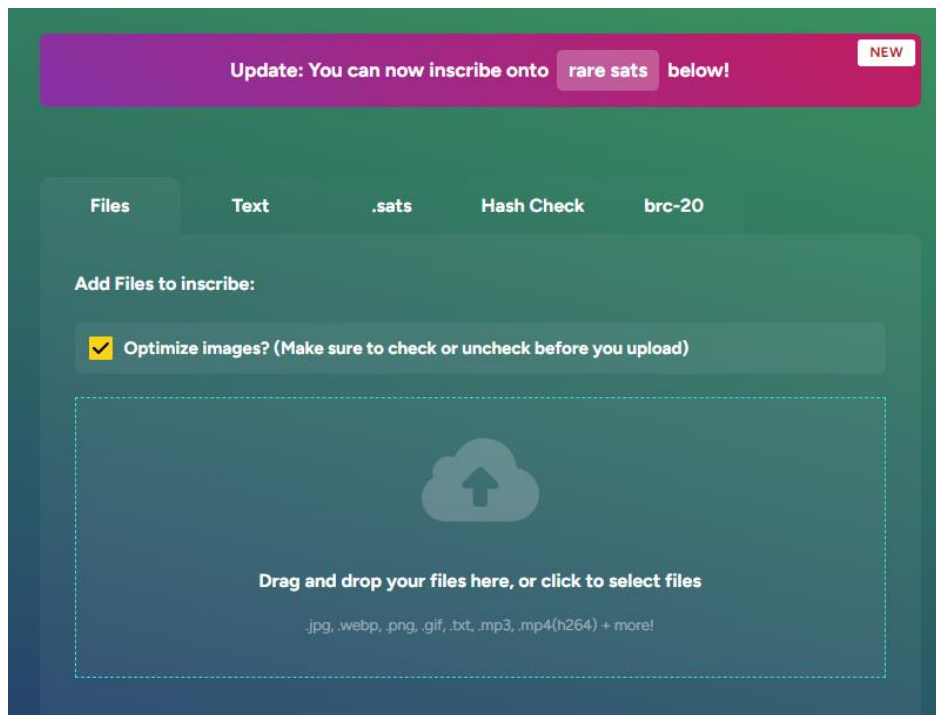 NEW
Update: You can now inscribe onto rare sats below!
Files Text .sats Hash Check brc-20
Add Files to inscribe:
Optimize images? (Make sure to check or uncheck before you upload)
Drag and drop your files here, or click to select files
.jpg, .webp, .png, .gif, .txt, .mp3, .mp4(h264) + more!